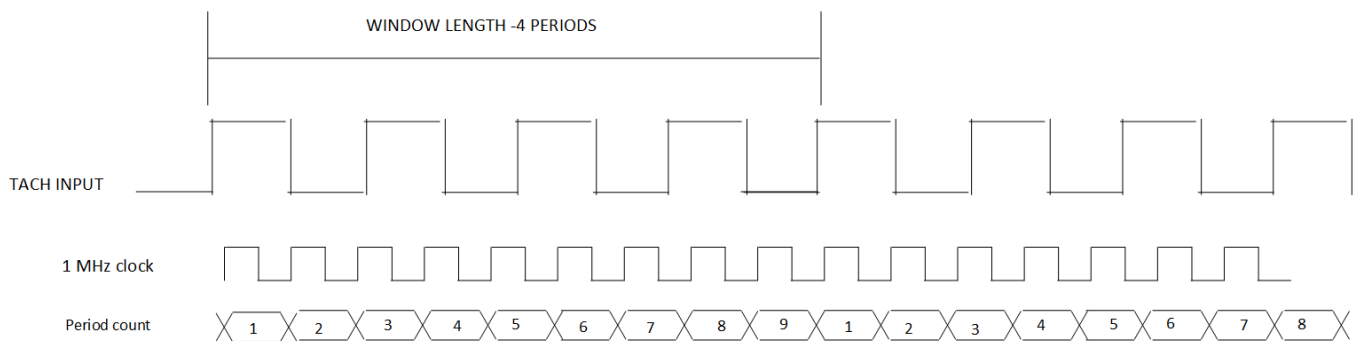 WINDOW LENGTH -4 PERIODS
TACH INPUT
1 MHz clock
Period count 1 2 3 4 5 6 7 8 9 1 2 3 4 5 6 7 8